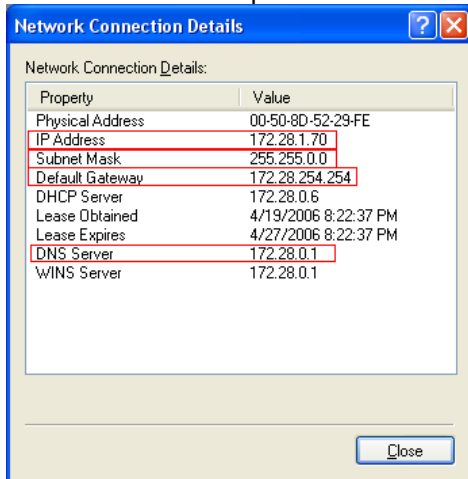 Network Connection Details
Network Connection Details:
Property Value
Physical Address 00-50-8D-52-29-FE
IP Address 172.28.1.70
Subnet Mask 255.255.0.0
Default Gateway 172.28.254.254
DHCP Server 172.28.0.6
Lease Obtained 4/19/2006 8:22:37 PM
Lease Expires 4/27/2006 8:22:37 PM
DNS Server 172.28.0.1
WINS Server 172.28.0.1
Close